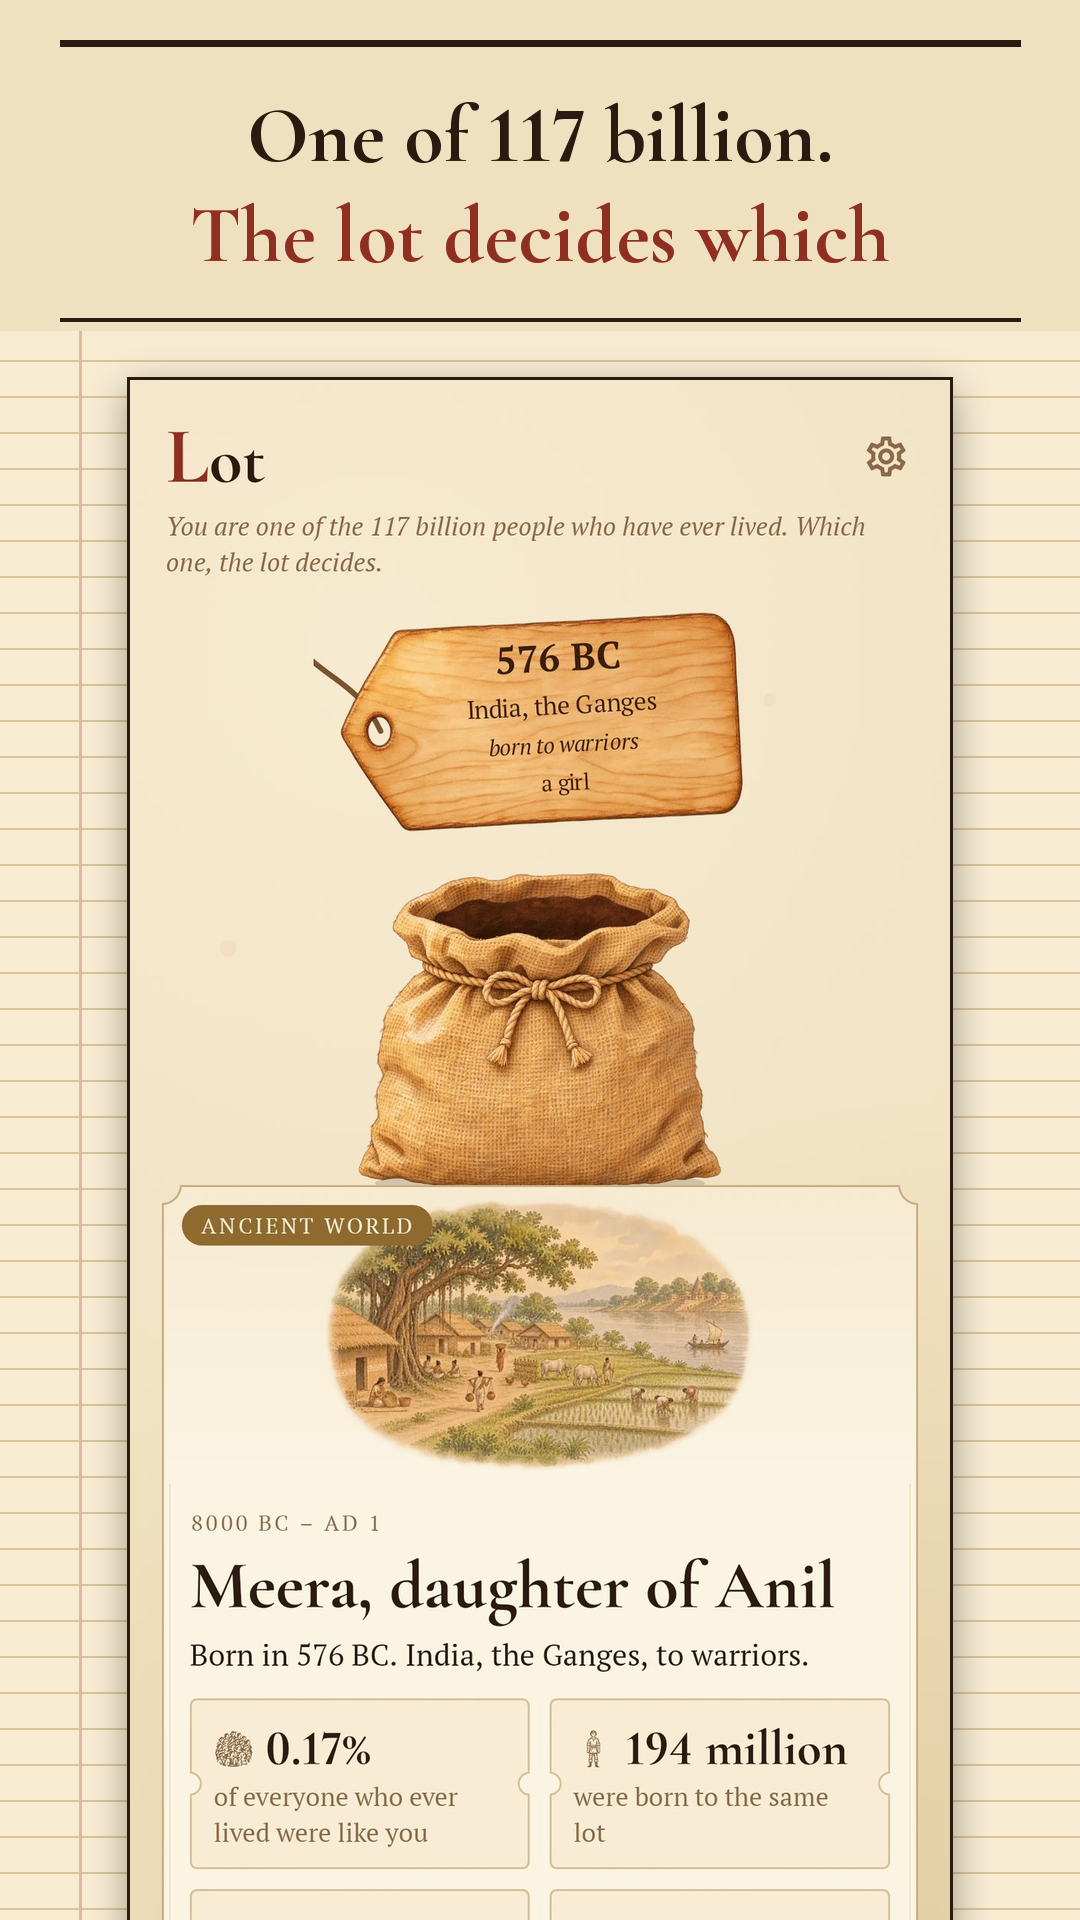 One of 117 billion.
The lot decides which
Lot
You are one of the 117 billion people who have ever lived. Which
one, the lot decides.
576 BC
India, the Ganges
born to warriors
a girl
ANCIENT WORLD
8000 BC – AD 1
Meera, daughter of Anil
Born in 576 BC. India, the Ganges, to warriors.
0.17%
of everyone who ever
lived were like you
194 million
were born to the same
lot